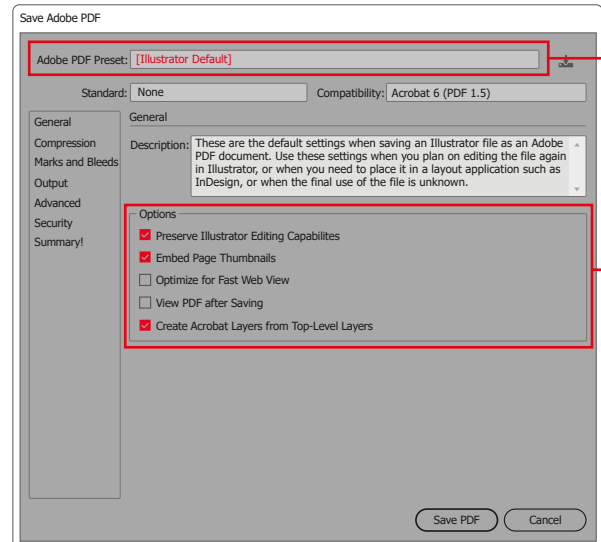 Save Adobe PDF
Adobe PDF Preset: [Illustrator Default]
Standard: None Compatibility: Acrobat 6 (PDF 1.5)
General
Compression
Marks and Bleeds
Output
Advanced
Security
Summary!
General
Description: These are the default settings when saving an Illustrator file as an Adobe
PDF document. Use these settings when you plan on editing the file again
in Illustrator, or when you need to place it in a layout application such as
InDesign, or when the final use of the file is unknown.
Options
Preserve Illustrator Editing Capabilites
Embed Page Thumbnails
Optimize for Fast Web View
View PDF after Saving
Create Acrobat Layers from Top-Level Layers
Save PDF Cancel